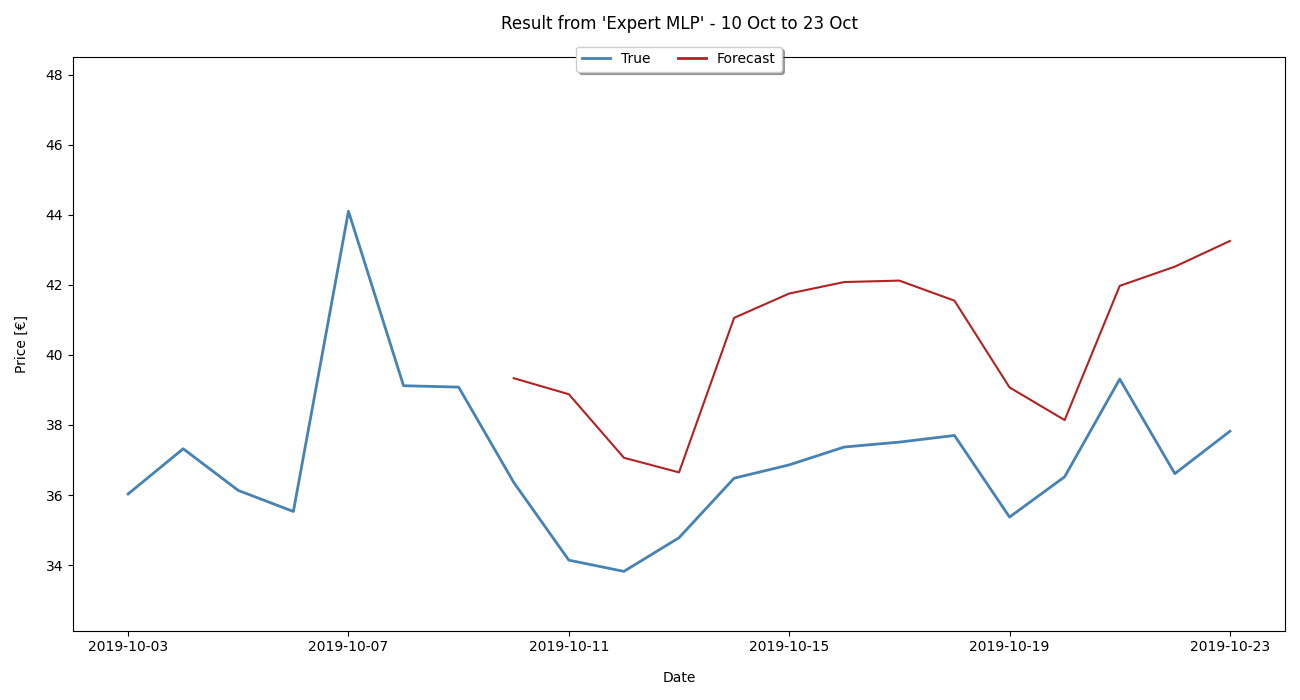 Result from 'Expert MLP' - 10 Oct to 23 Oct
True Forecast
48
46
44
42
40
38
36
34
Price [€]
2019-10-03 2019-10-07 2019-10-11 2019-10-15 2019-10-19 2019-10-23
Date